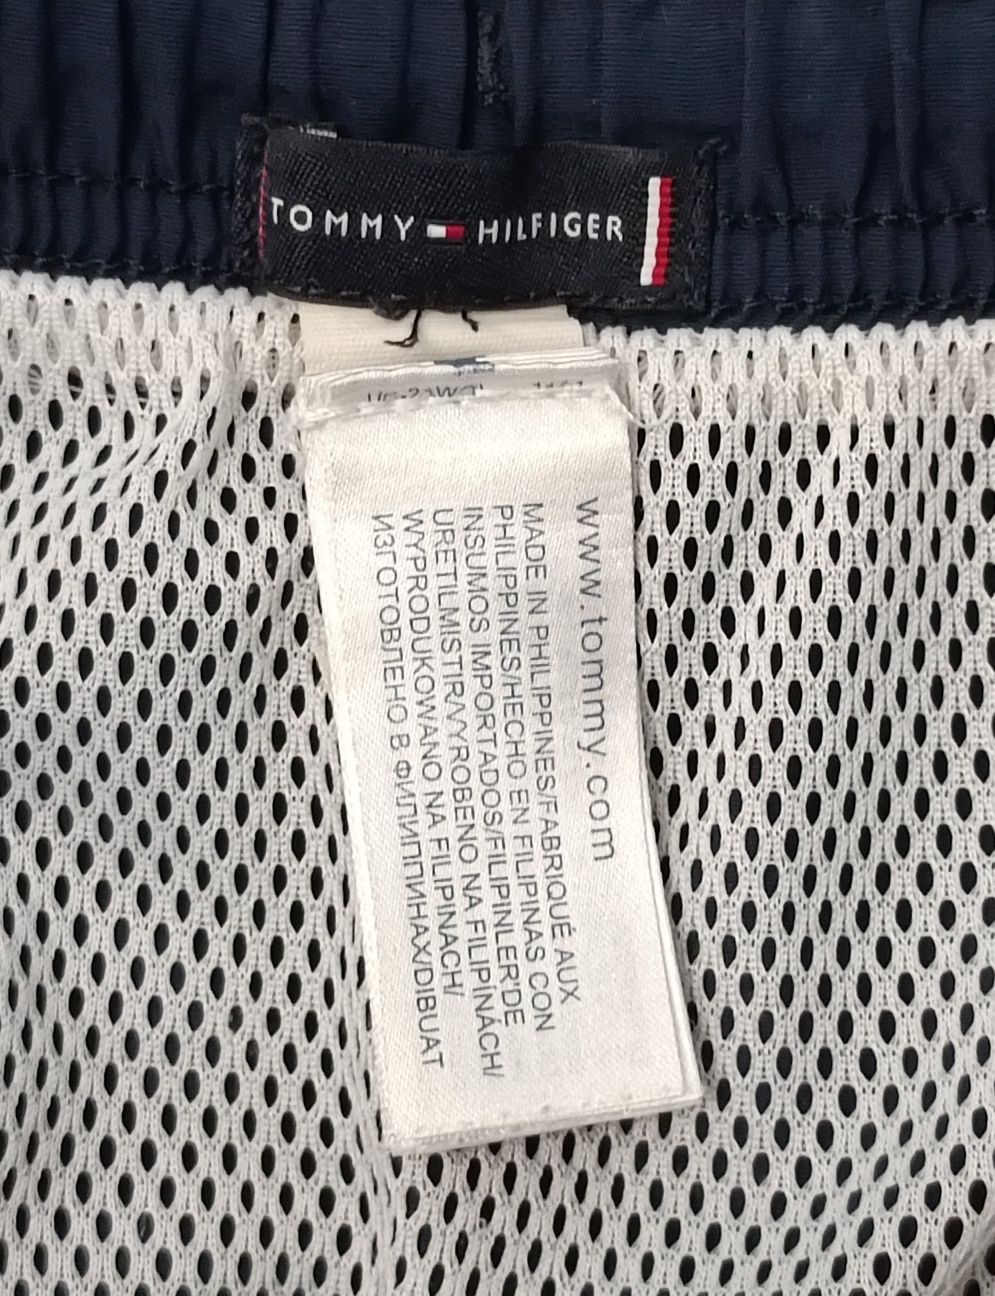 TOMMY HILFIGER
www.tommy.com
MADE IN PHILIPPINES/FABRIQUÉ AUX
PHILIPPINES/HECHO EN FILIPINAS CON
INSUMOS IMPORTADOS/FILIPINLER'DE
URETILMISTIR/VYROBENO NA FILIPINÁCH/
WYPRODUKOWANO NA FILIPINACH/
ИЗГОТОВЛЕНО В ФИЛИППИНАХ/DIBUAT